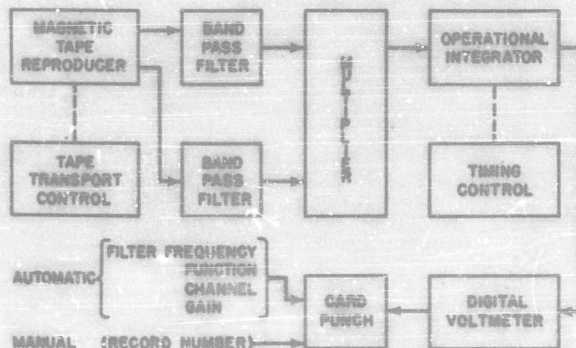 MAGNETIC
TAPE
REPRODUCER
BAND
PASS
FILTER
MULTIPLIER
OPERATIONAL
INTEGRATOR
TAPE
TRANSPORT
CONTROL
BAND
PASS
FILTER
TIMING
CONTROL
AUTOMATIC
FILTER FREQUENCY
FUNCTION
CHANNEL
GAIN
CARD
PUNCH
DIGITAL
VOLTMETER
MANUAL (RECORD NUMBER)